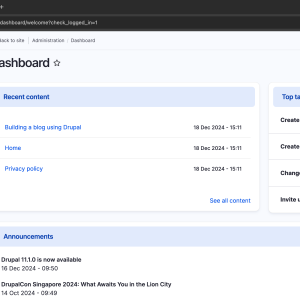 dashboard/welcome?check_logged_in=1
Back to site Administration Dashboard
ashboard
Recent content
Top ta
Building a blog using Drupal 18 Dec 2024 - 15:11
Create
Home 18 Dec 2024 - 15:11
Create
Privacy policy 18 Dec 2024 - 15:11
Change
Invite u
See all content
Announcements
Drupal 11.1.0 is now available
16 Dec 2024 - 09:50
DrupalCon Singapore 2024: What Awaits You in the Lion City
14 Oct 2024 - 09:49